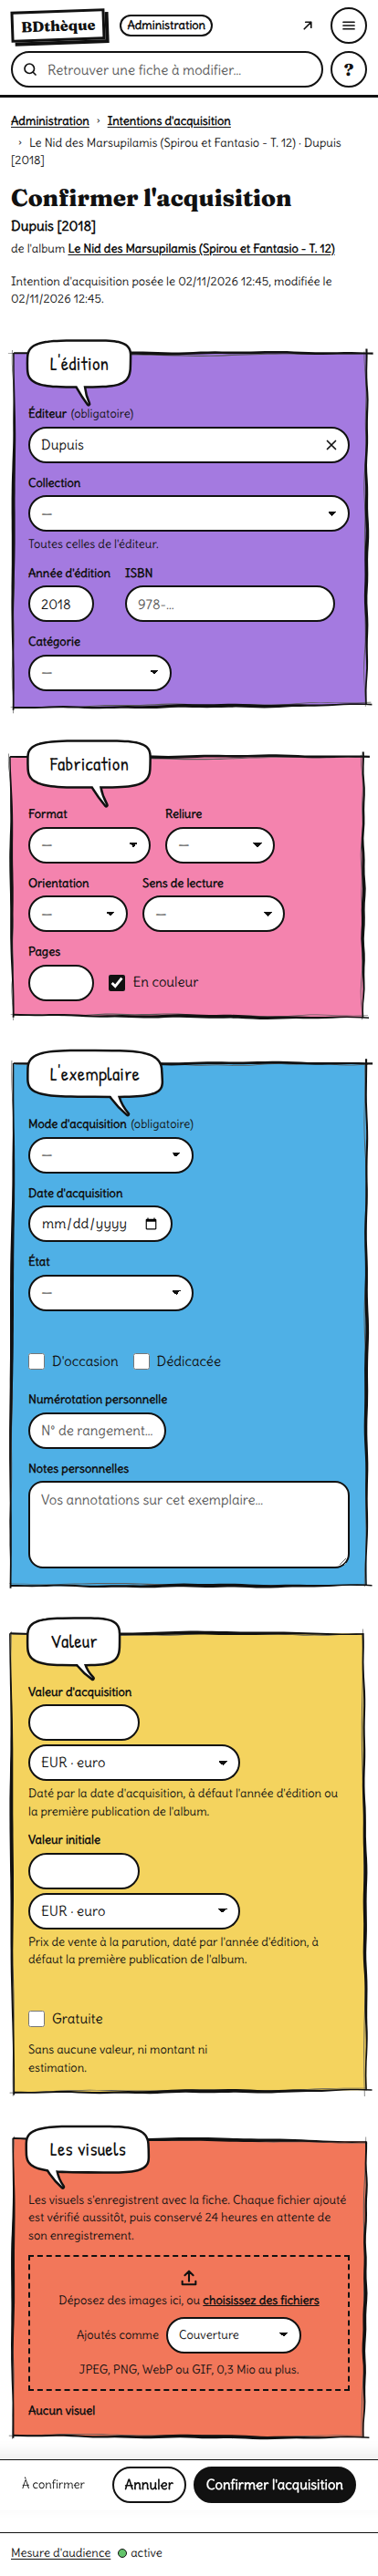 BDthèque
Administration
Retrouver une fiche à modifier...
?
Administration › Intentions d'acquisition
› Le Nid des Marsupilamis (Spirou et Fantasio - T. 12) · Dupuis
[2018]
Confirmer l'acquisition
Dupuis [2018]
de l'album Le Nid des Marsupilamis (Spirou et Fantasio - T. 12)
Intention d'acquisition posée le 02/11/2026 12:45, modifiée le
02/11/2026 12:45.
L'édition
Éditeur (obligatoire)
Dupuis
Collection
—
Toutes celles de l'éditeur.
Année d'édition ISBN
2018 978-...
Catégorie
—
Fabrication
Format Reliure
— —
Orientation Sens de lecture
— —
Pages
En couleur
L'exemplaire
Mode d'acquisition (obligatoire)
—
Date d'acquisition
mm/dd/yyyy
État
—
D'occasion Dédicacée
Numérotation personnelle
N° de rangement...
Notes personnelles
Vos annotations sur cet exemplaire...
Valeur
Valeur d'acquisition
EUR · euro
Daté par la date d'acquisition, à défaut l'année d'édition ou
la première publication de l'album.
Valeur initiale
EUR · euro
Prix de vente à la parution, daté par l'année d'édition, à
défaut la première publication de l'album.
Gratuite
Sans aucune valeur, ni montant ni
estimation.
Les visuels
Les visuels s'enregistrent avec la fiche. Chaque fichier ajouté
est vérifié aussitôt, puis conservé 24 heures en attente de
son enregistrement.
Déposez des images ici, ou choisissez des fichiers
Ajoutés comme Couverture
JPEG, PNG, WebP ou GIF, 0,3 Mio au plus.
Aucun visuel
À confirmer Annuler Confirmer l'acquisition
Mesure d'audience active